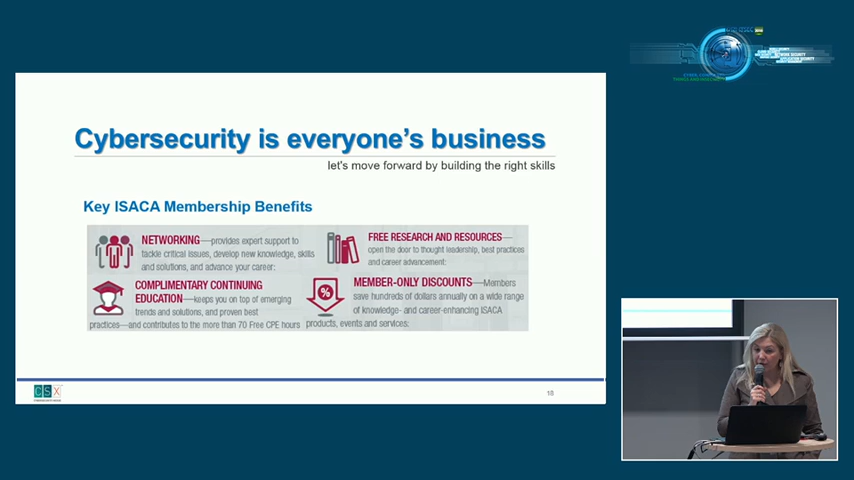 Cybersecurity is everyone's business
let's move forward by building the right skills
Key ISACA Membership Benefits
NETWORKING—provides expert support to
tackle critical issues, develop new knowledge, skills
and solutions, and advance your career:
FREE RESEARCH AND RESOURCES—
open the door to thought leadership, best practices
and career advancement:
COMPLIMENTARY CONTINUING
EDUCATION—keeps you on top of emerging
trends and solutions, and proven best
practices—and contributes to the more than 70 Free CPE hours
MEMBER-ONLY DISCOUNTS—Members
save hundreds of dollars annually on a wide range
of knowledge- and career-enhancing ISACA
products, events and services:
%
CSX
18
NETWORK SECURITY
APPLICATION SECURITY